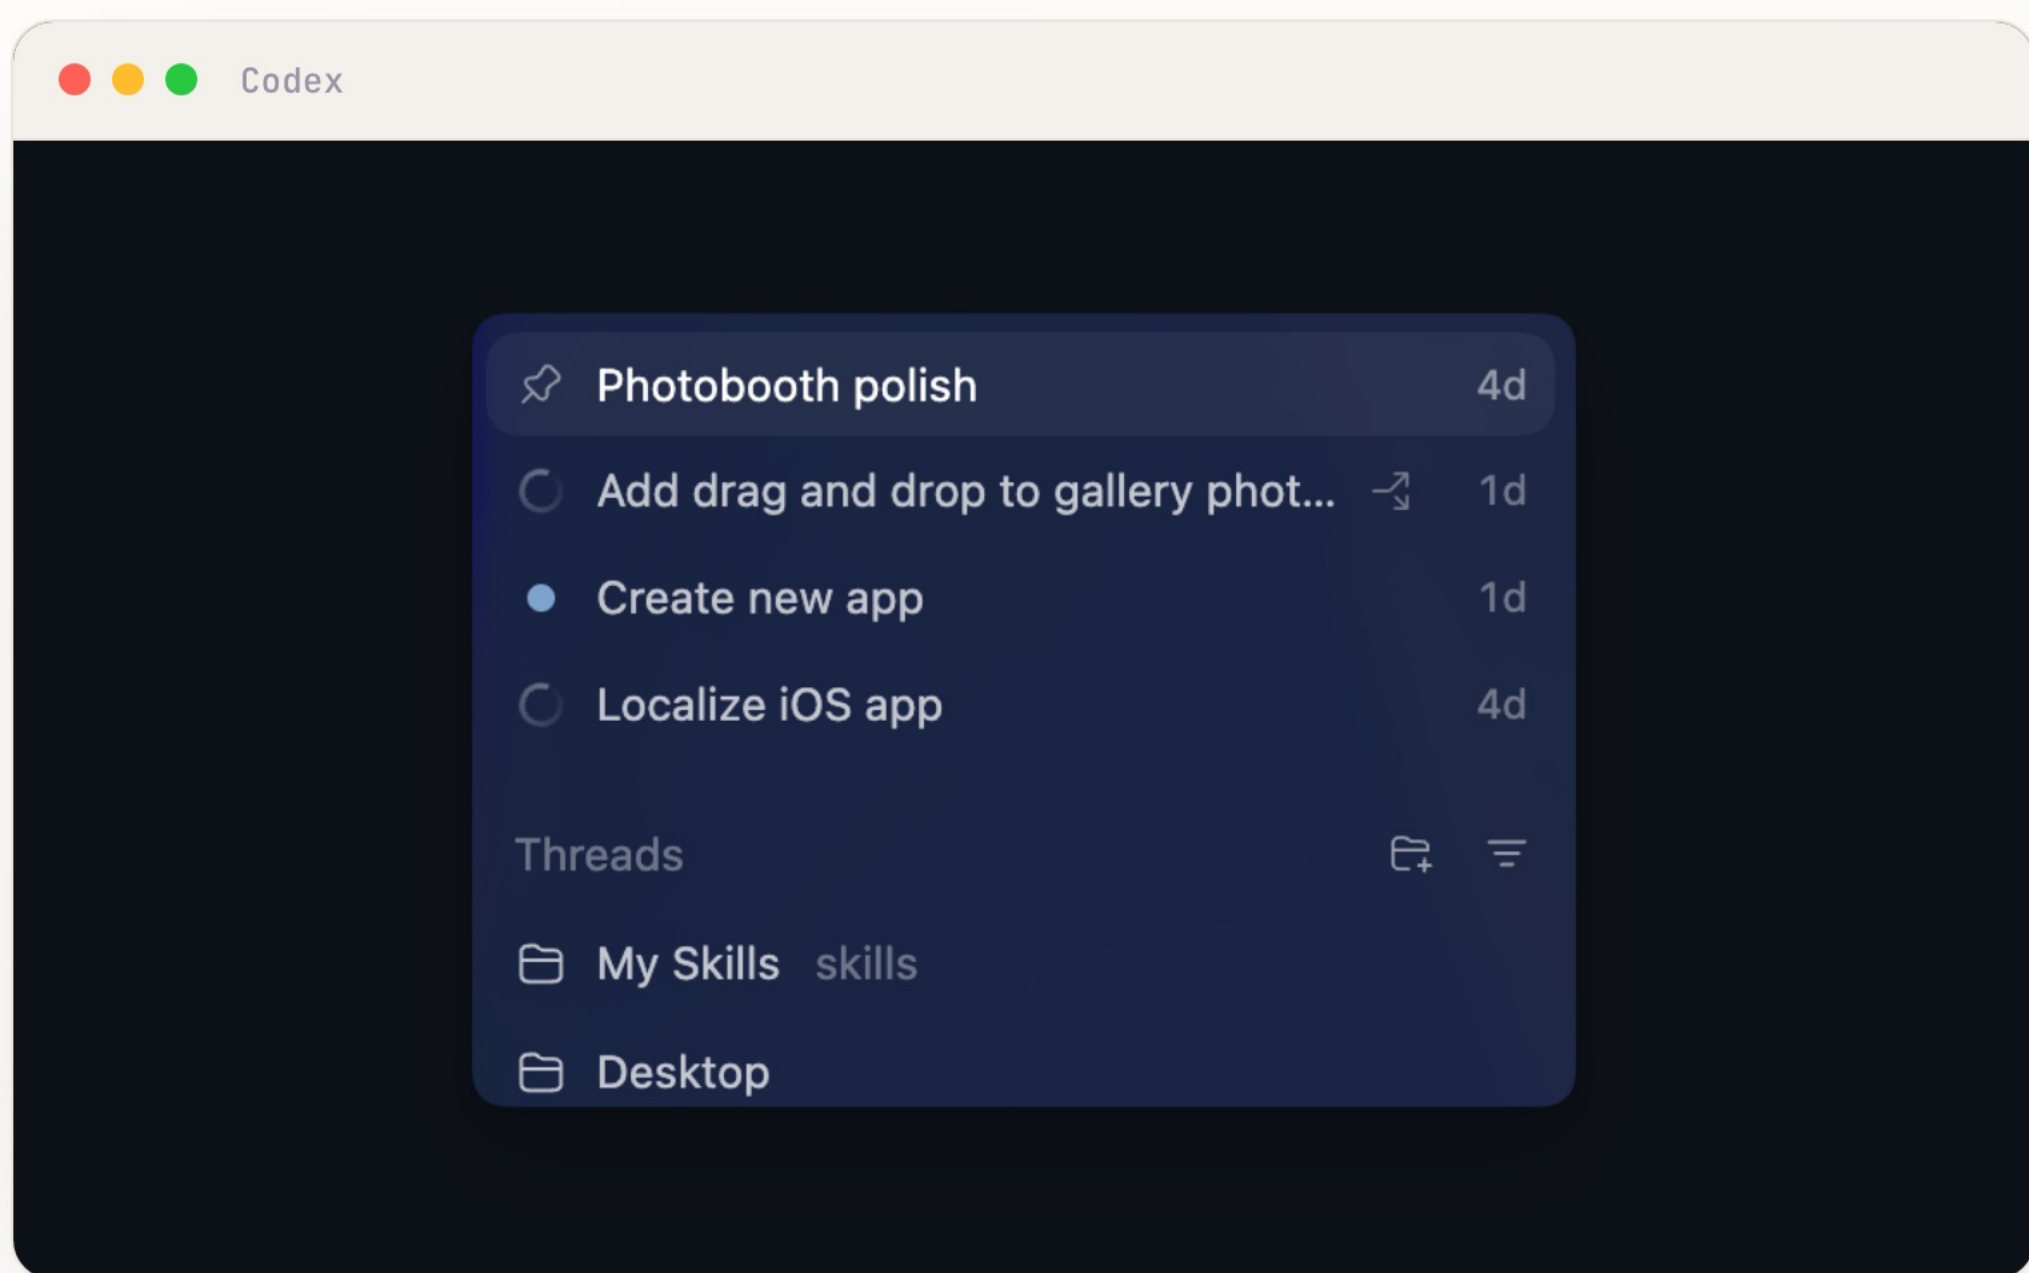 Codex
Photobooth polish 4d
Add drag and drop to gallery phot... 1d
Create new app 1d
Localize iOS app 4d
Threads
My Skills skills
Desktop